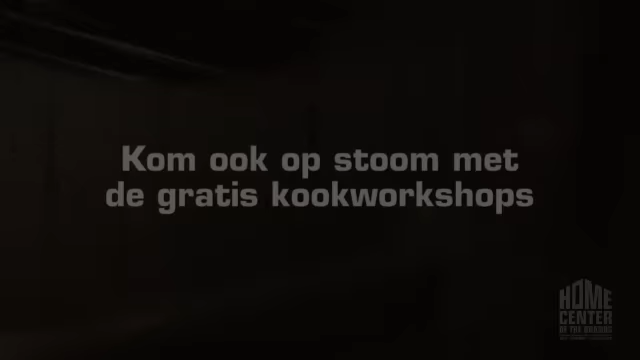 Kom ook op stoom met
de gratis kookworkshops
HOME
CENTER
OF THE BRANDS